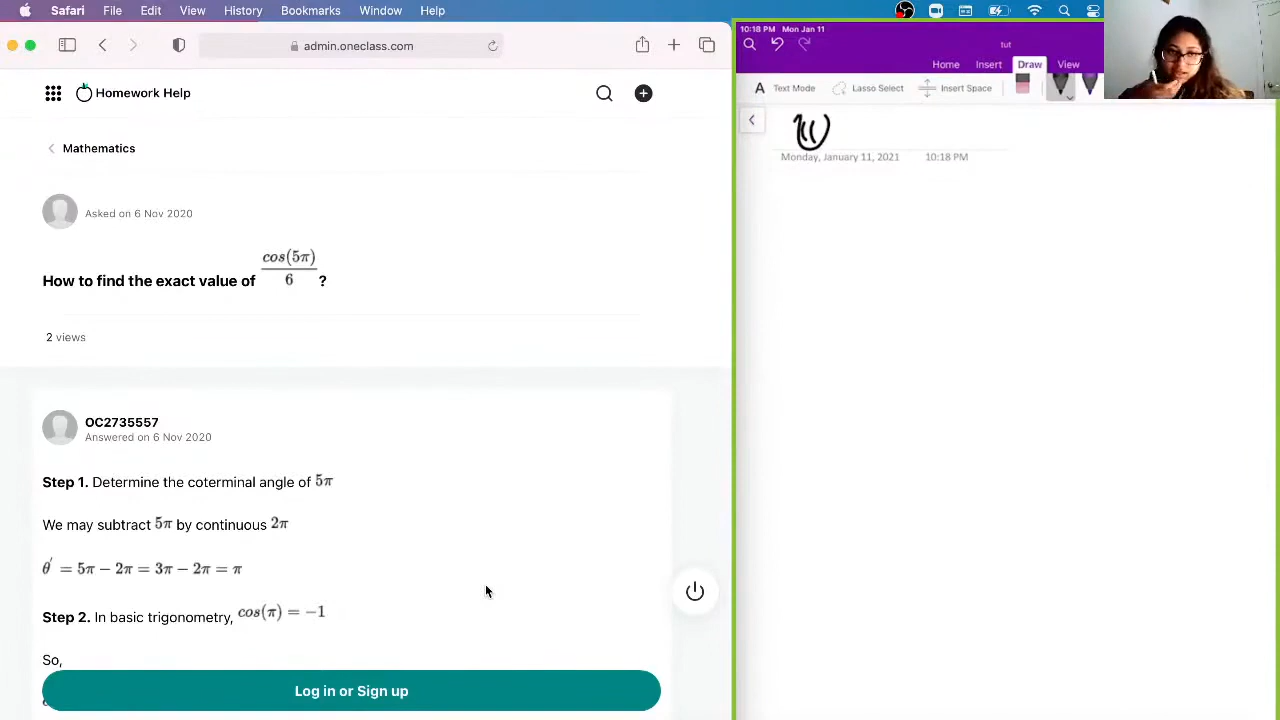 Safari File Edit View History Bookmarks Window Help
admin.oneclass.com
Homework Help
Mathematics
Asked on 6 Nov 2020
How to find the exact value of cos(5π)/6 ?
2 views
OC2735557
Answered on 6 Nov 2020
Step 1. Determine the coterminal angle of 5π
We may subtract 5π by continuous 2π
θ′ = 5π − 2π = 3π − 2π = π
Step 2. In basic trigonometry, cos(π) = −1
So,
Log in or Sign up
10:18 PM Mon Jan 11
tut
Home Insert Draw View
A Text Mode Lasso Select Insert Space
Monday, January 11, 2021 10:18 PM